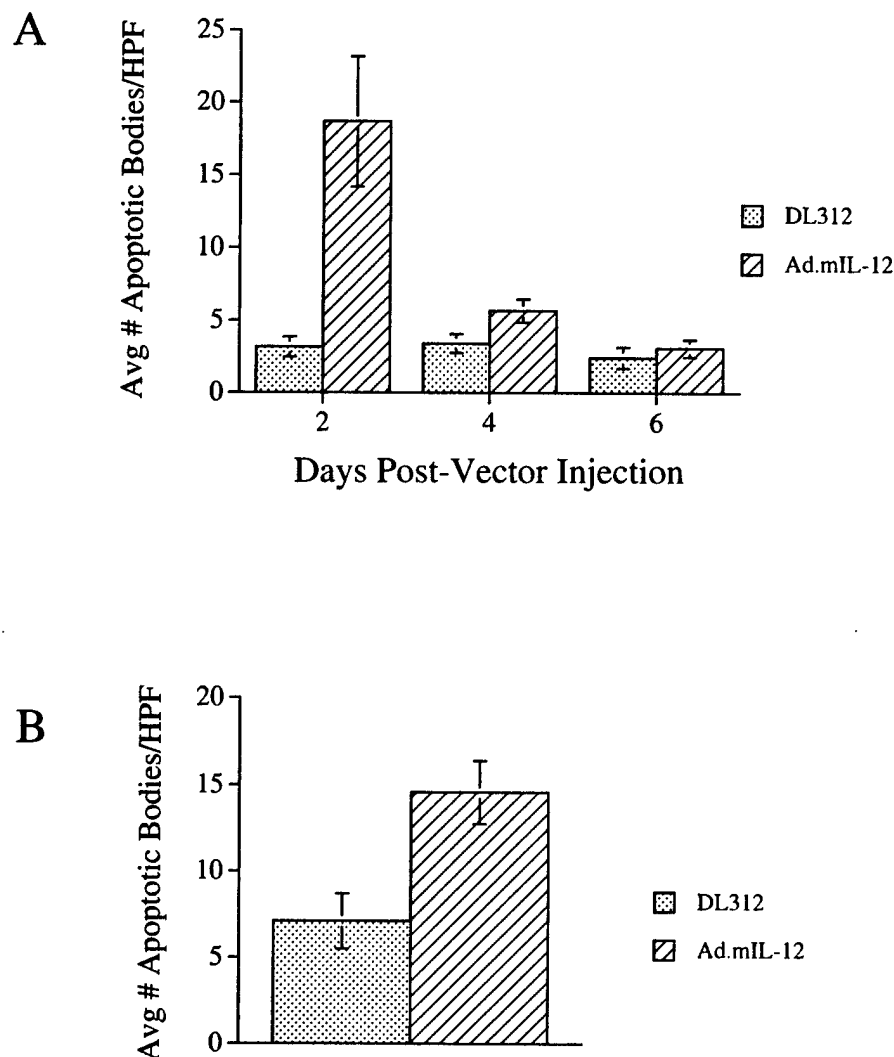 A
Avg # Apoptotic Bodies/HPF
25
20
15
10
5
0
2
4
6
Days Post-Vector Injection
DL312
Ad.mIL-12
B
Avg # Apoptotic Bodies/HPF
20
15
10
5
0
DL312
Ad.mIL-12